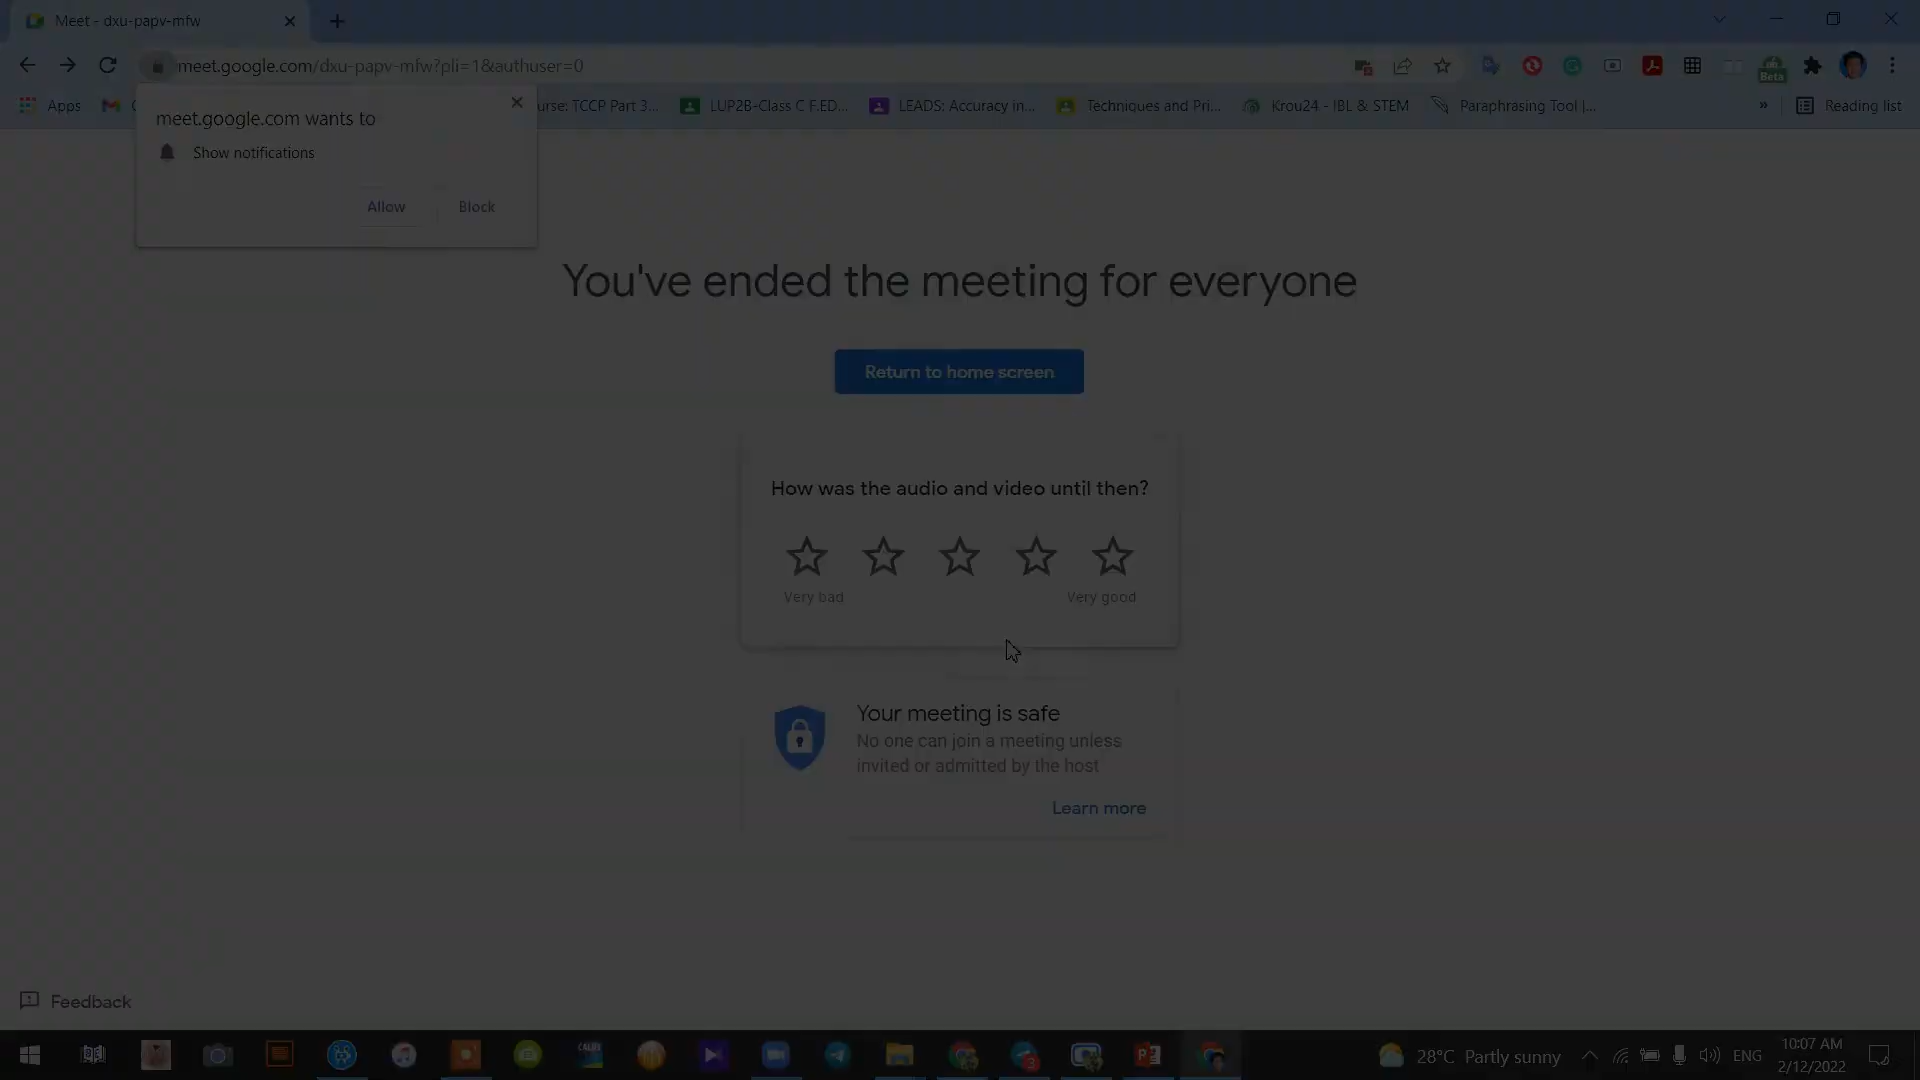 Meet - dxu-papv-mfw
meet.google.com/dxu-papv-mfw?pli=1&authuser=0
Beta
Apps
urse: TCCP Part 3...
LUP2B-Class C F.ED...
LEADS: Accuracy in...
Techniques and Pri...
Krou24 - IBL & STEM
Paraphrasing Tool |...
»
Reading list
meet.google.com wants to
Show notifications
Allow
Block
You've ended the meeting for everyone
Return to home screen
How was the audio and video until then?
Very bad
Very good
Your meeting is safe
No one can join a meeting unless
invited or admitted by the host
Learn more
Feedback
3
28°C Partly sunny
ENG
10:07 AM
2/12/2022